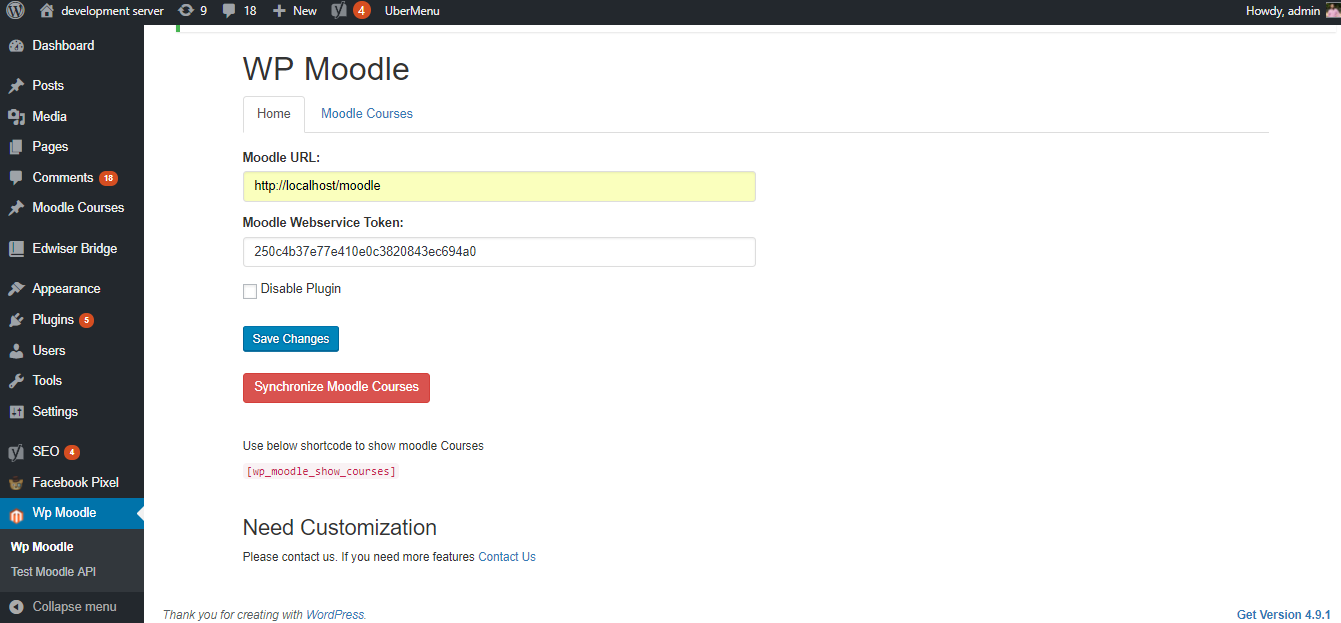 development server 9 18 New 4 UberMenu Howdy, admin
Dashboard
Posts
Media
Pages
Comments 18
Moodle Courses
Edwiser Bridge
Appearance
Plugins 5
Users
Tools
Settings
SEO 4
Facebook Pixel
Wp Moodle
Wp Moodle
Test Moodle API
Collapse menu
WP Moodle
Home Moodle Courses
Moodle URL:
http://localhost/moodle
Moodle Webservice Token:
250c4b37e77e410e0c3820843ec694a0
Disable Plugin
Save Changes
Synchronize Moodle Courses
Use below shortcode to show moodle Courses
[wp_moodle_show_courses]
Need Customization
Please contact us. If you need more features Contact Us
Thank you for creating with WordPress. Get Version 4.9.1